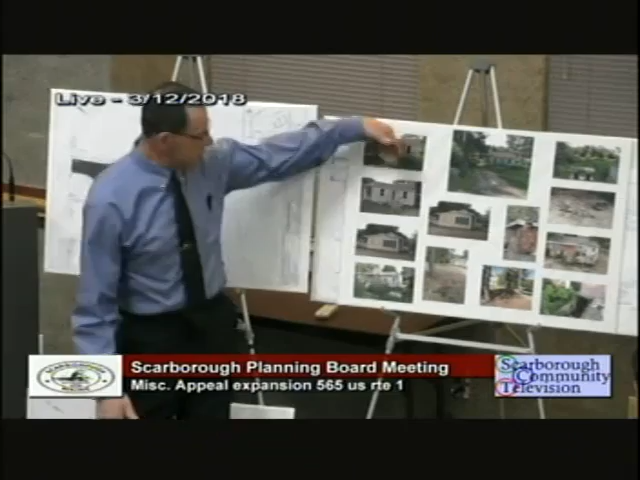 Live - 3/12/2018
Scarborough Planning Board Meeting
Misc. Appeal expansion 565 us rte 1
Scarborough
Community
Television